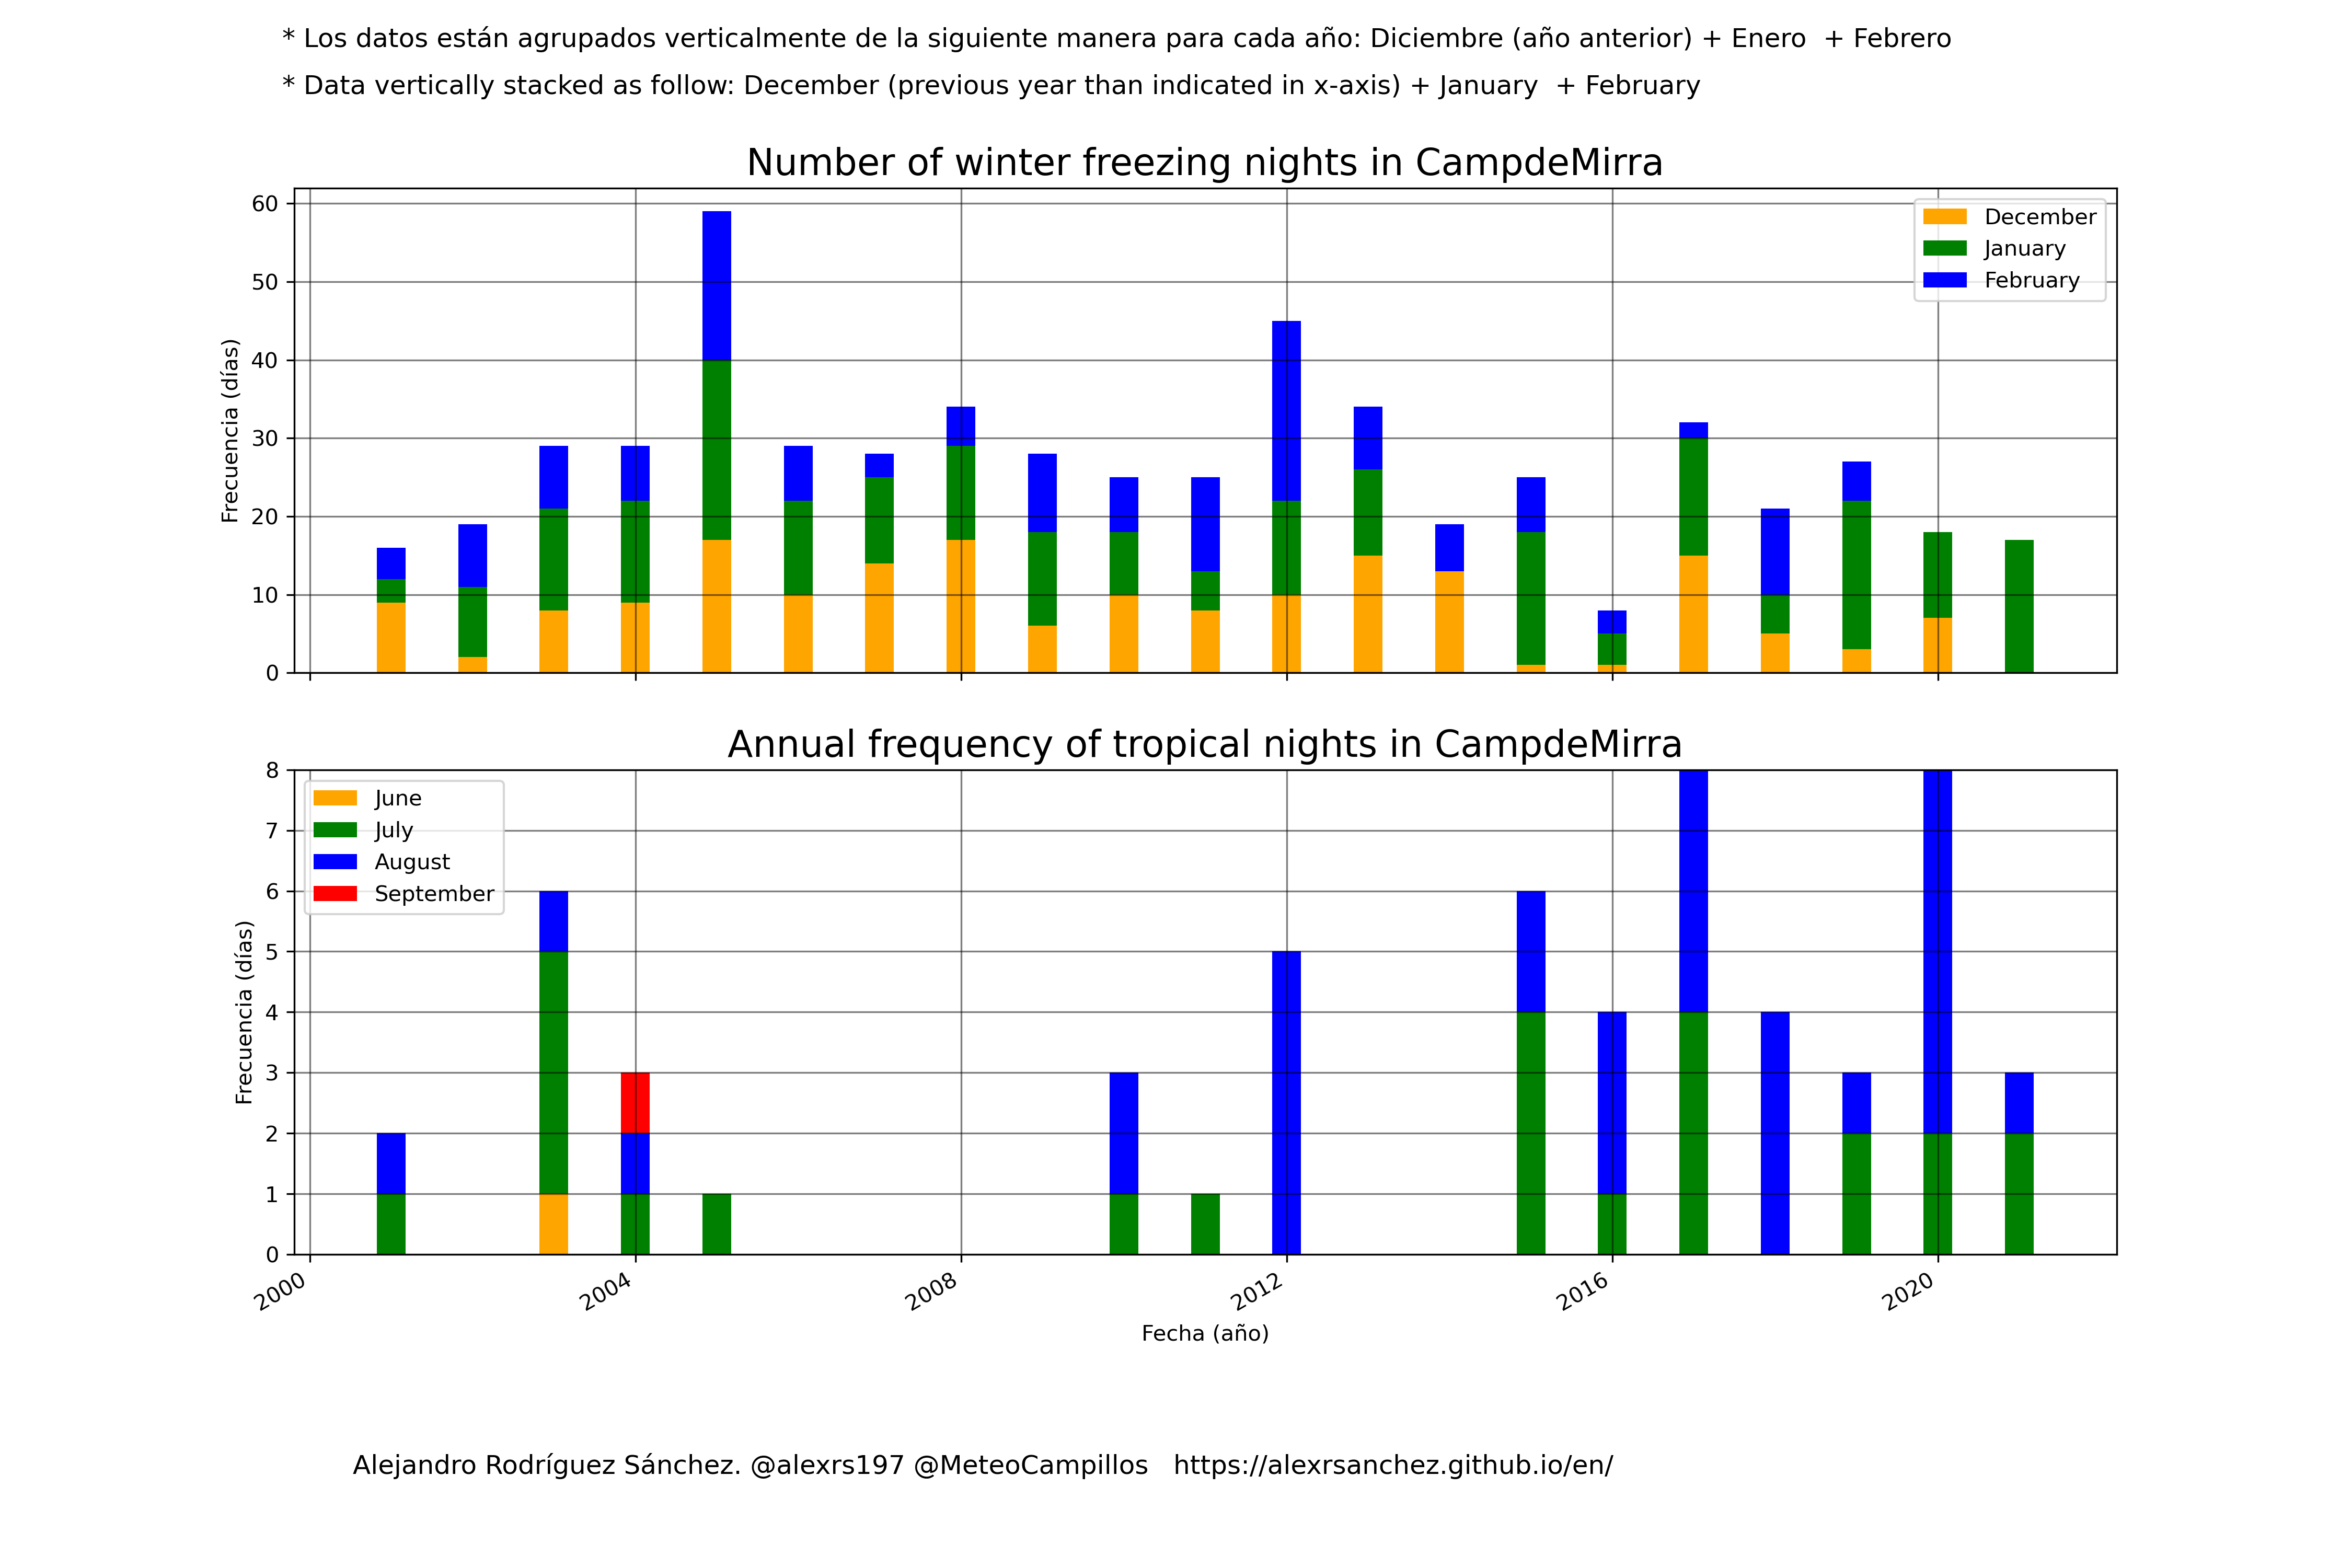 * Los datos están agrupados verticalmente de la siguiente manera para cada año: Diciembre (año anterior) + Enero  + Febrero
* Data vertically stacked as follow: December (previous year than indicated in x-axis) + January  + February
Number of winter freezing nights in CampdeMirra
60
50
40
30
20
10
0
Frecuencia (días)
December
January
February
Annual frequency of tropical nights in CampdeMirra
8
7
6
5
4
3
2
1
0
Frecuencia (días)
June
July
August
September
2000
2004
2008
2012
2016
2020
Fecha (año)
Alejandro Rodríguez Sánchez. @alexrs197 @MeteoCampillos   https://alexrsanchez.github.io/en/